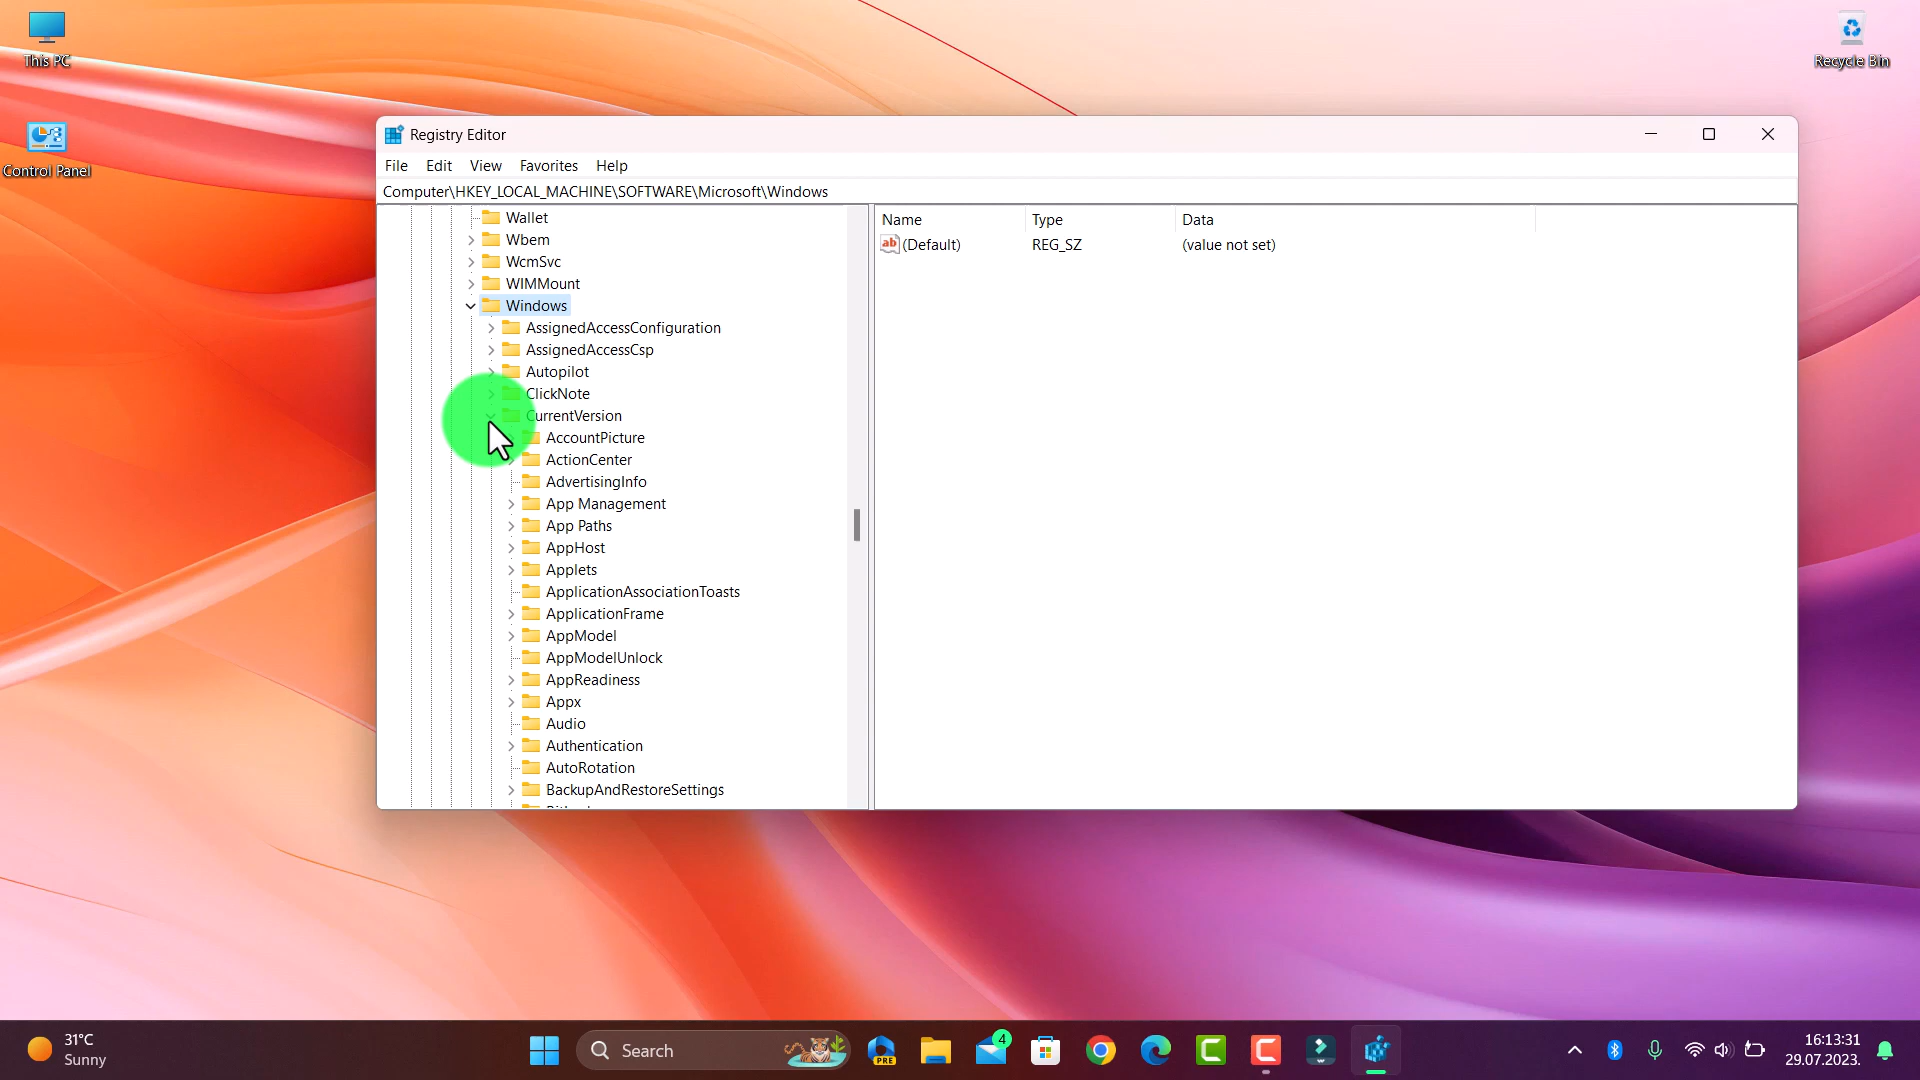 This PC
Recycle Bin
Control Panel
Registry Editor
File Edit View Favorites Help
Computer\HKEY_LOCAL_MACHINE\SOFTWARE\Microsoft\Windows
Name Type Data
(Default) REG_SZ (value not set)
ab
Wallet
Wbem
WcmSvc
WIMMount
Windows
AssignedAccessConfiguration
AssignedAccessCsp
Autopilot
ClickNote
CurrentVersion
AccountPicture
ActionCenter
AdvertisingInfo
App Management
App Paths
AppHost
Applets
ApplicationAssociationToasts
ApplicationFrame
AppModel
AppModelUnlock
AppReadiness
Appx
Audio
Authentication
AutoRotation
BackupAndRestoreSettings
31°C
Sunny
Search
PRE
4
16:13:31
29.07.2023.